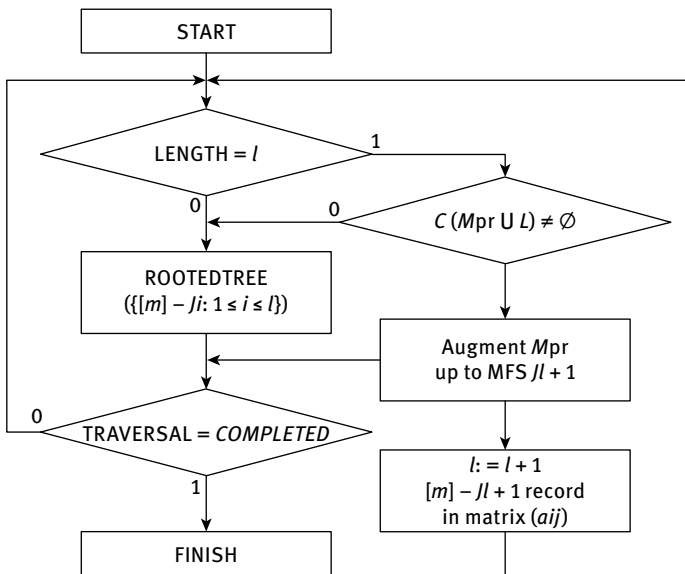 START
LENGTH = l
1
0
0
C (Mpr U L) ≠ ∅
ROOTEDTREE
({[m] – Ji: 1 ≤ i ≤ l})
Augment Mpr
up to MFS Jl + 1
0
TRAVERSAL = COMPLETED
1
l: = l + 1
[m] – Jl + 1 record
in matrix (aij)
FINISH